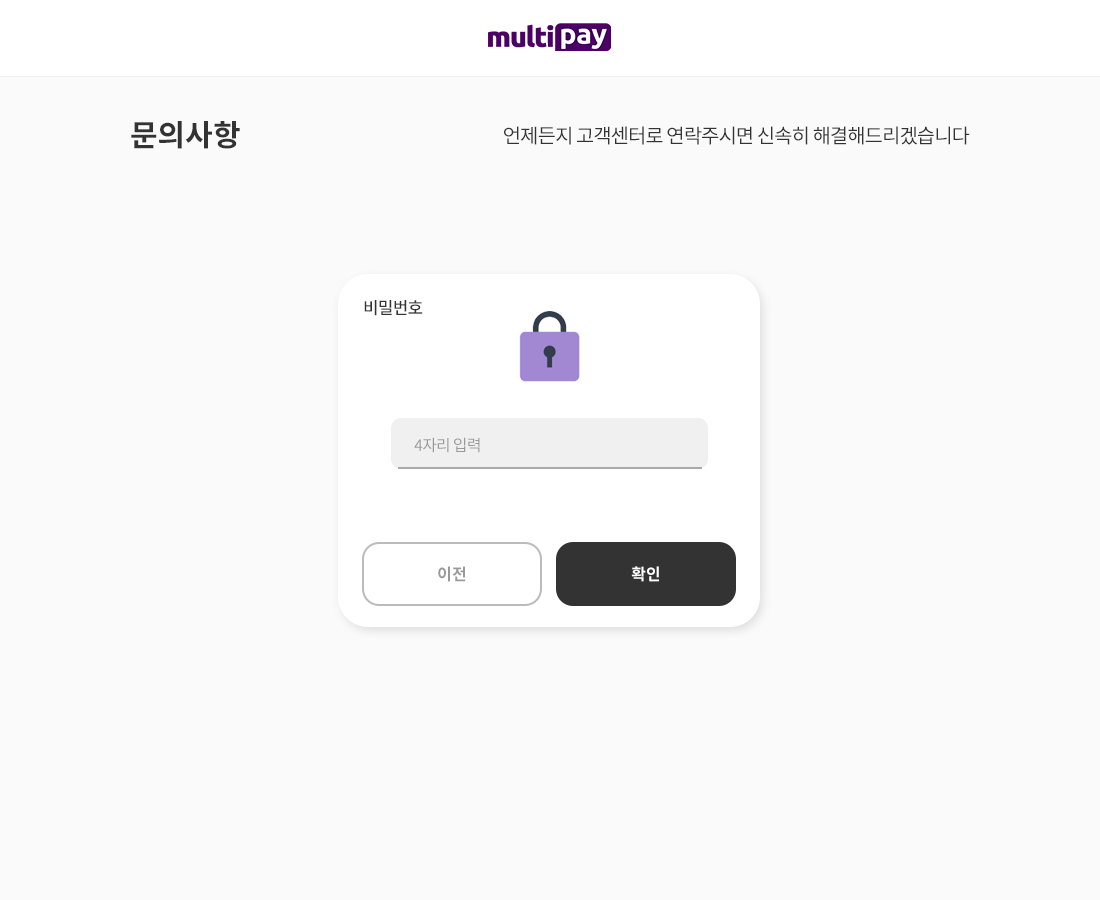 multipay
문의사항
언제든지 고객센터로 연락주시면 신속히 해결해드리겠습니다
비밀번호
4자리 입력
이전
확인